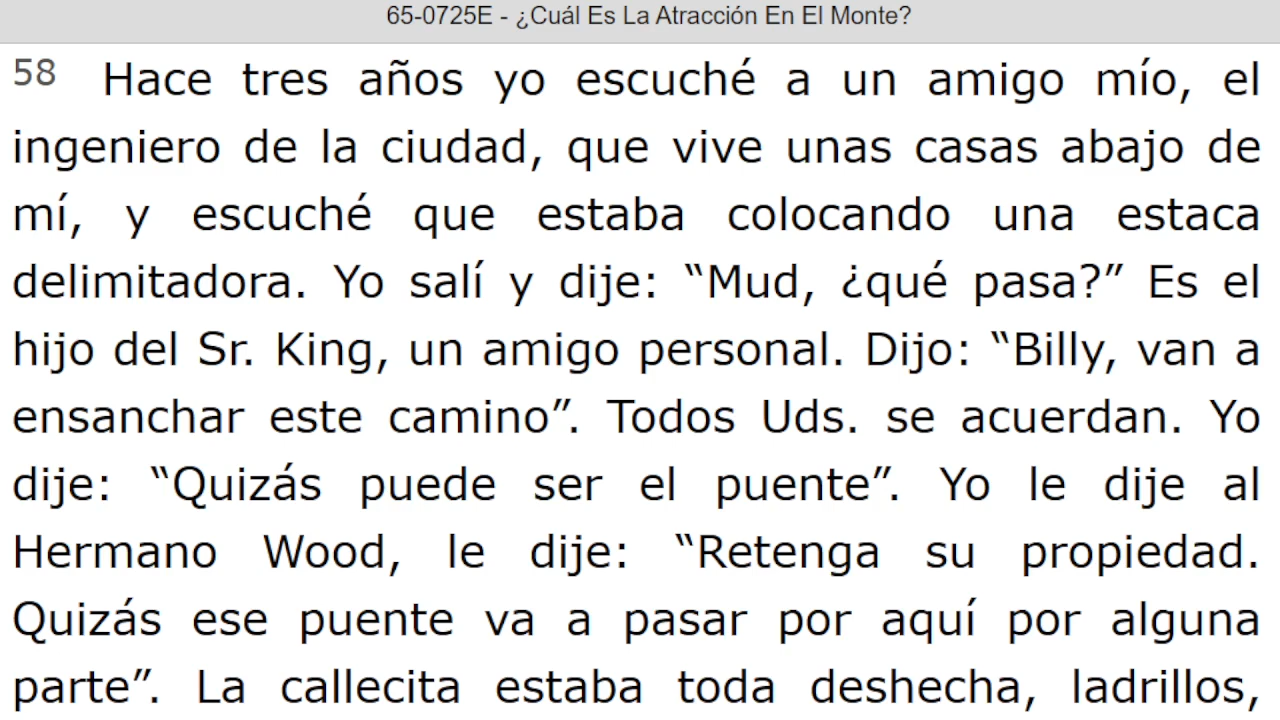 65-0725E - ¿Cuál Es La Atracción En El Monte?
58 Hace tres años yo escuché a un amigo mío, el
ingeniero de la ciudad, que vive unas casas abajo de
mí, y escuché que estaba colocando una estaca
delimitadora. Yo salí y dije: “Mud, ¿qué pasa?” Es el
hijo del Sr. King, un amigo personal. Dijo: “Billy, van a
ensanchar este camino”. Todos Uds. se acuerdan. Yo
dije: “Quizás puede ser el puente”. Yo le dije al
Hermano Wood, le dije: “Retenga su propiedad.
Quizás ese puente va a pasar por aquí por alguna
parte”. La callecita estaba toda deshecha, ladrillos,